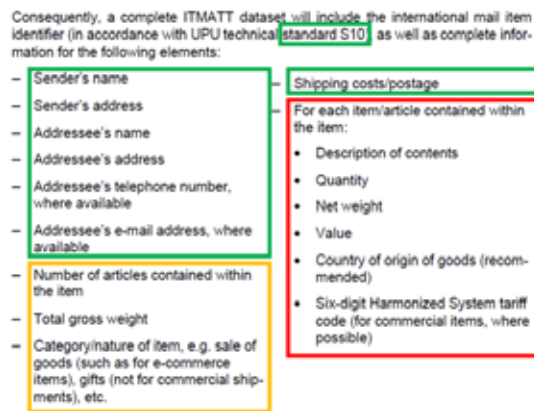 Consequently, a complete ITMATT dataset will include the international mail item
identifier (in accordance with UPU technical standard S10) as well as complete infor-
mation for the following elements:
– Sender's name
– Sender's address
– Addressee's name
– Addressee's address
– Addressee's telephone number,
where available
– Addressee's e-mail address, where
available
– Number of articles contained within
the item
– Total gross weight
– Category/nature of item, e.g. sale of
goods (such as for e-commerce
items), gifts (not for commercial ship-
ments), etc.
– Shipping costs/postage
– For each item/article contained within
the item:
• Description of contents
• Quantity
• Net weight
• Value
• Country of origin of goods (recom-
mended)
• Six-digit Harmonized System tariff
code (for commercial items, where
possible)